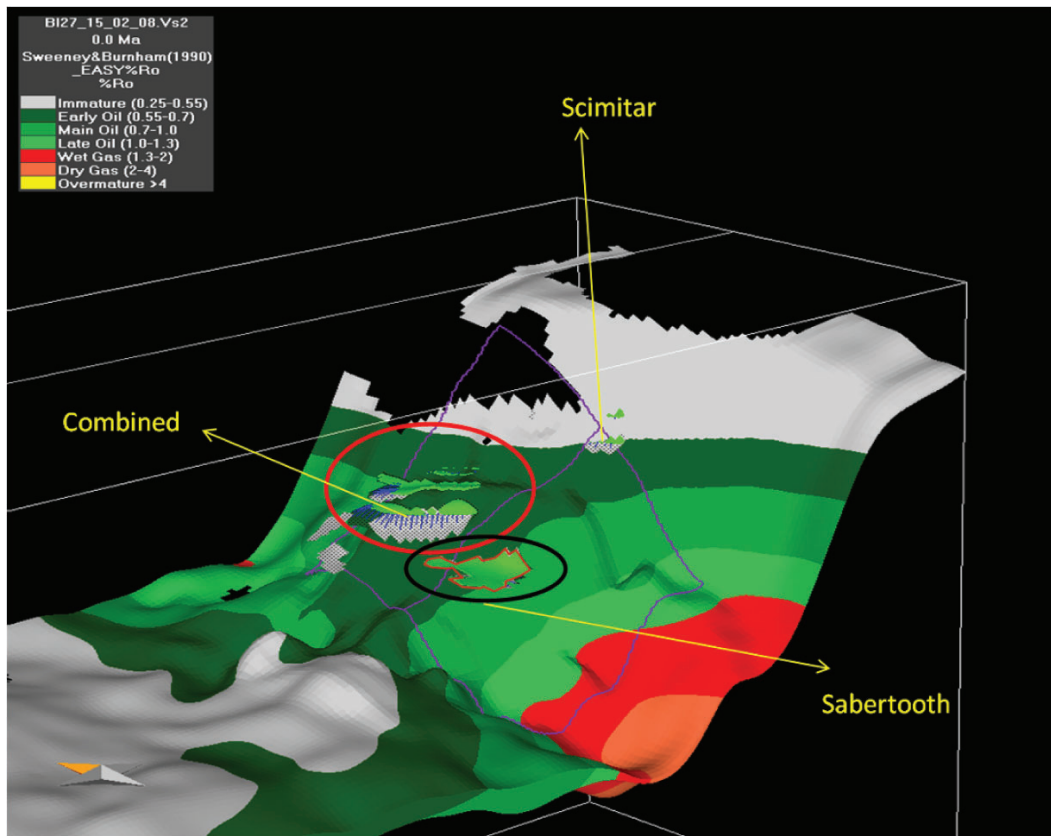 BI27_15_02_08.Vs2
0.0 Ma
Sweeney&Burnham(1990)
_EASY%Ro
%Ro
Immature (0.25-0.55)
Early Oil (0.55-0.7)
Main Oil (0.7-1.0
Late Oil (1.0-1.3)
Wet Gas (1.3-2)
Dry Gas (2-4)
Overmature >4
Scimitar
Combined
Sabertooth